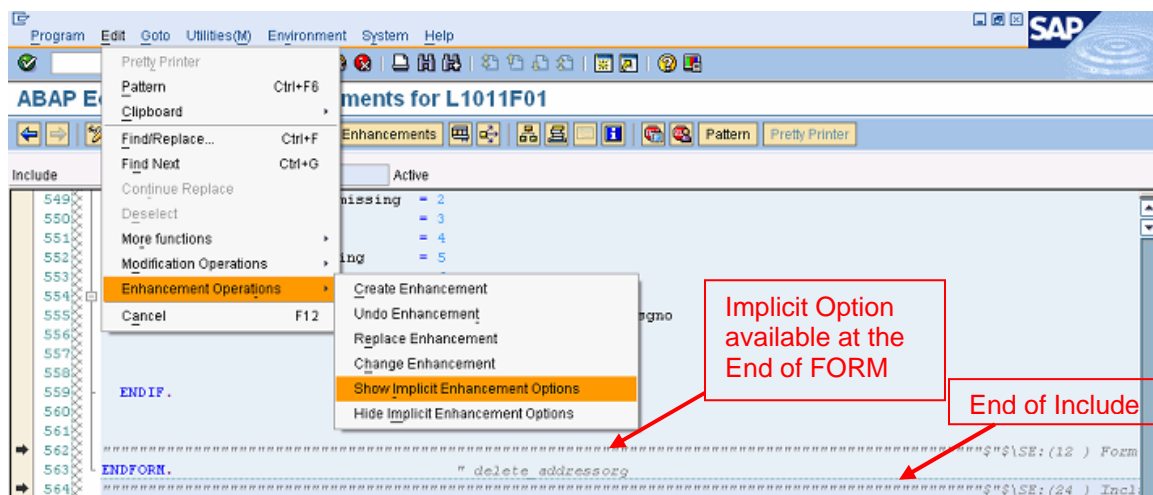 Program Edit Goto Utilities(M) Environment System Help
SAP
Pretty Printer
Pattern Ctrl+F6
Clipboard
Find/Replace... Ctrl+F
Find Next Ctrl+G
Continue Replace
Deselect
More functions
Modification Operations
Enhancement Operations
Cancel F12
ABAP E
ments for L1011F01
Enhancements Pattern Pretty Printer
Include Active
549 missing = 2
550 = 3
551 = 4
552 ing = 5
553
554
555 sgno
556
557
558
559 ENDIF.
560
561
562 $"$\SE:(12 ) Form
563 ENDFORM. " delete_addressorg
564 $"$\SE:(24 ) Incl
Create Enhancement
Undo Enhancement
Replace Enhancement
Change Enhancement
Show Implicit Enhancement Options
Hide Implicit Enhancement Options
Implicit Option
available at the
End of FORM
End of Include